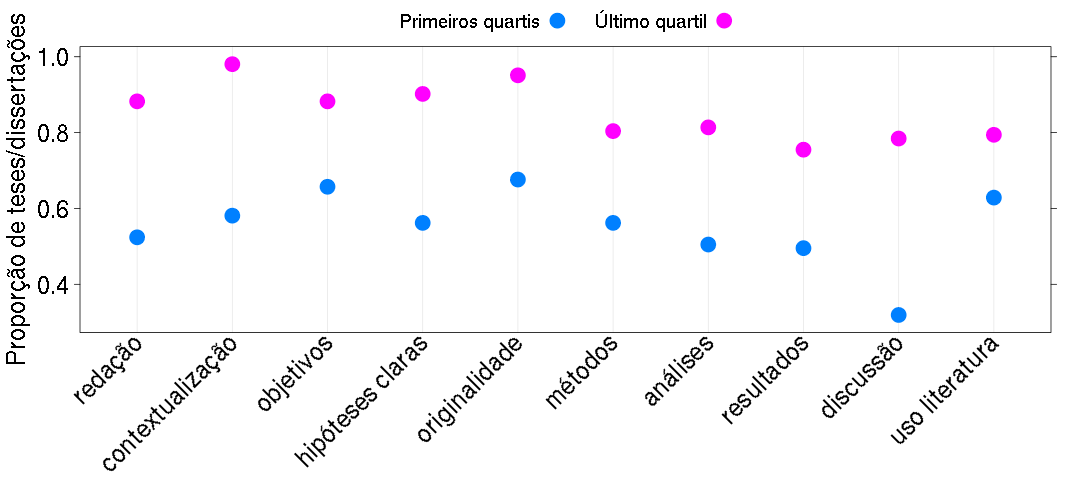 Primeiros quartis Último quartil
Proporção de teses/dissertações
1.0
0.8
0.6
0.4
redação
contextualização
objetivos
hipóteses claras
originalidade
métodos
análises
resultados
discussão
uso literatura